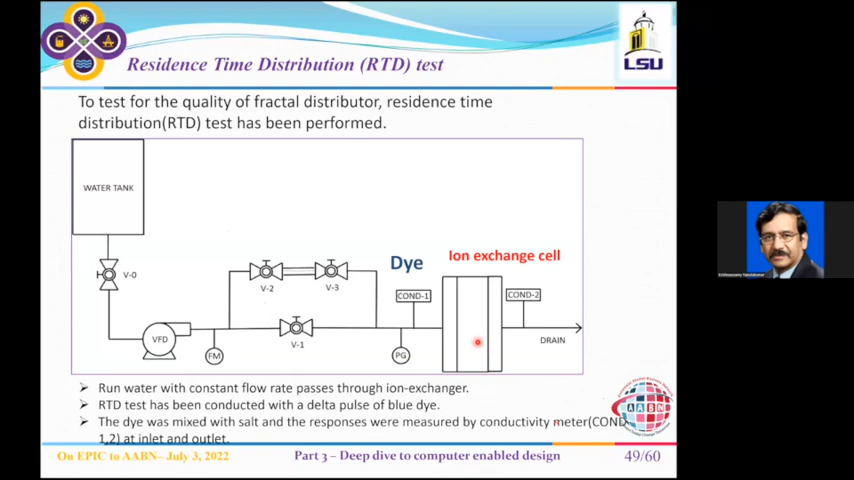 Residence Time Distribution (RTD) test
LSU
To test for the quality of fractal distributor, residence time
distribution(RTD) test has been performed.
WATER TANK
V-0
V-2
V-3
Dye
Ion exchange cell
COND-1
COND-2
VFD
FM
V-1
PG
DRAIN
Run water with constant flow rate passes through ion-exchanger.
RTD test has been conducted with a delta pulse of blue dye.
The dye was mixed with salt and the responses were measured by conductivity meter(COND-
1,2) at inlet and outlet.
AABN
On EPIC to AABN– July 3, 2022
Part 3 – Deep dive to computer enabled design
49/60